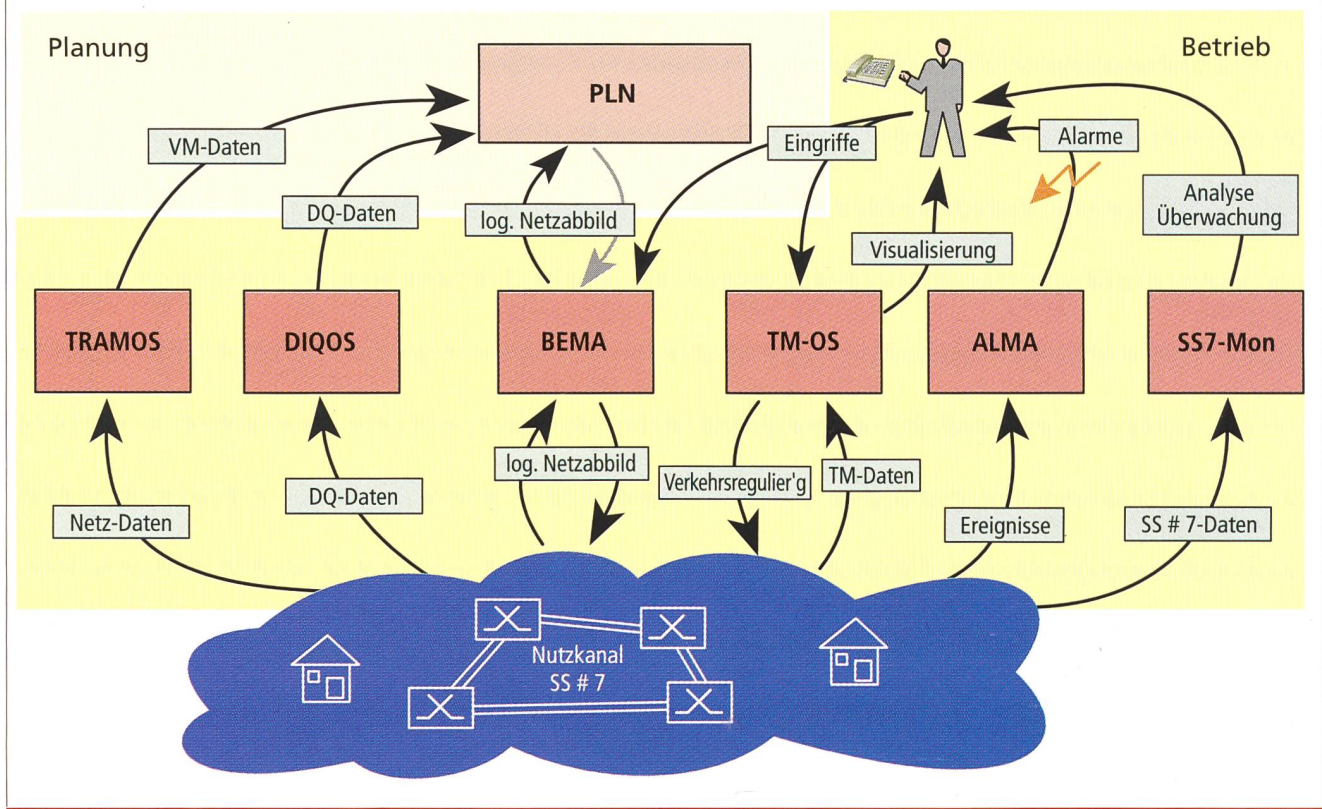 Planung
Betrieb
PLN
VM-Daten
Eingriffe
Alarme
DQ-Daten
log. Netzabbild
Analyse
Überwachung
Visualisierung
TRAMOS
DIQOS
BEMA
TM-OS
ALMA
SS7-Mon
log. Netzabbild
Verkehrsregulier'g
TM-Daten
DQ-Daten
Netz-Daten
Ereignisse
SS # 7-Daten
Nutzkanal
SS # 7